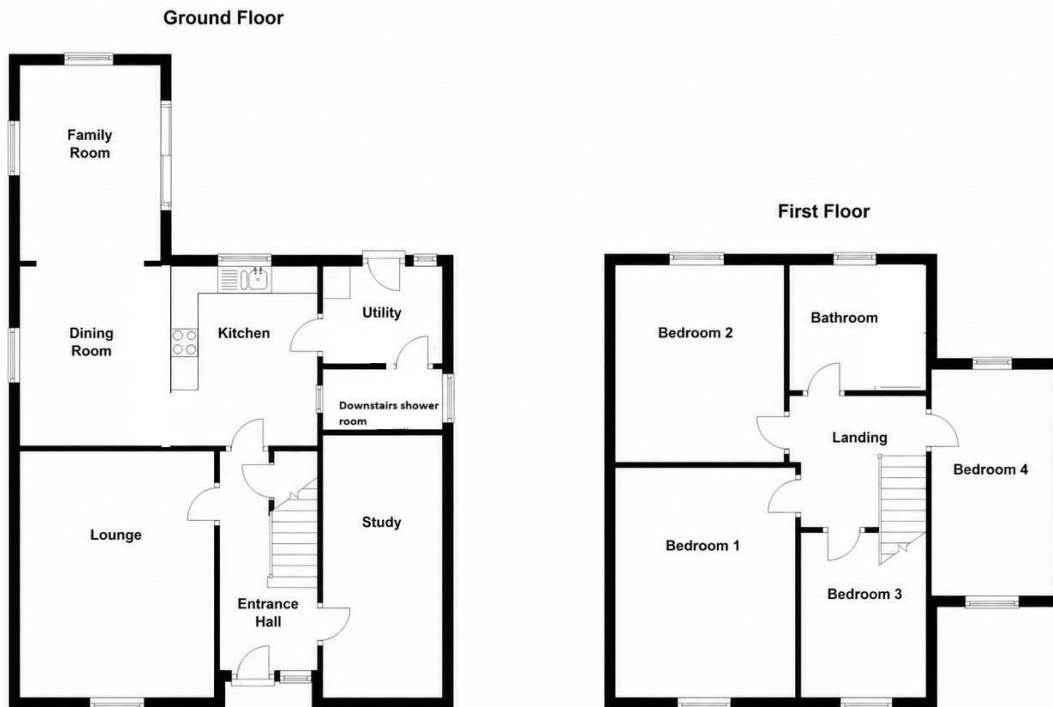 Ground Floor
Family
Room
Dining
Room
Kitchen
Utility
Downstairs shower
room
Lounge
Study
Entrance
Hall
First Floor
Bedroom 2
Bathroom
Landing
Bedroom 4
Bedroom 1
Bedroom 3